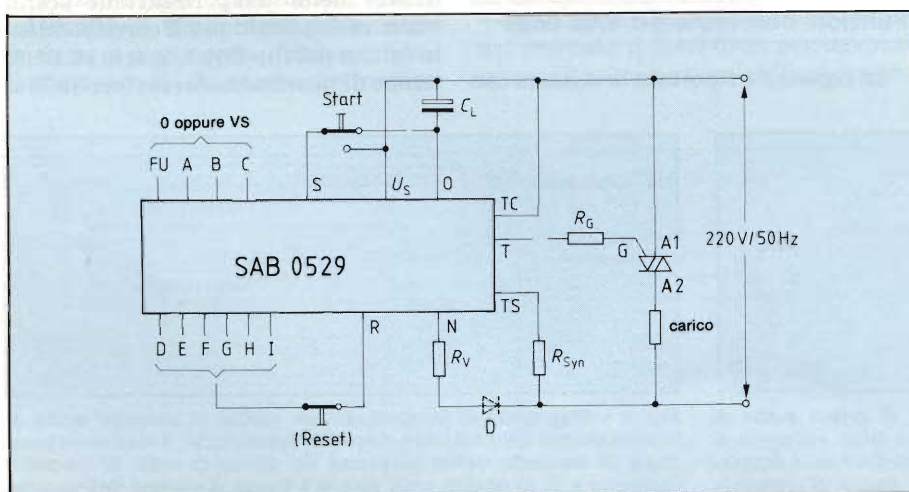 Start
C_L
0 oppure VS
FU A B C
S U_S 0
TC
R_G
T
G
A1
220 V/50 Hz
SAB 0529
A2
TS
carico
D E F G H I
R N
R_V
R_Syn
(Reset)
D